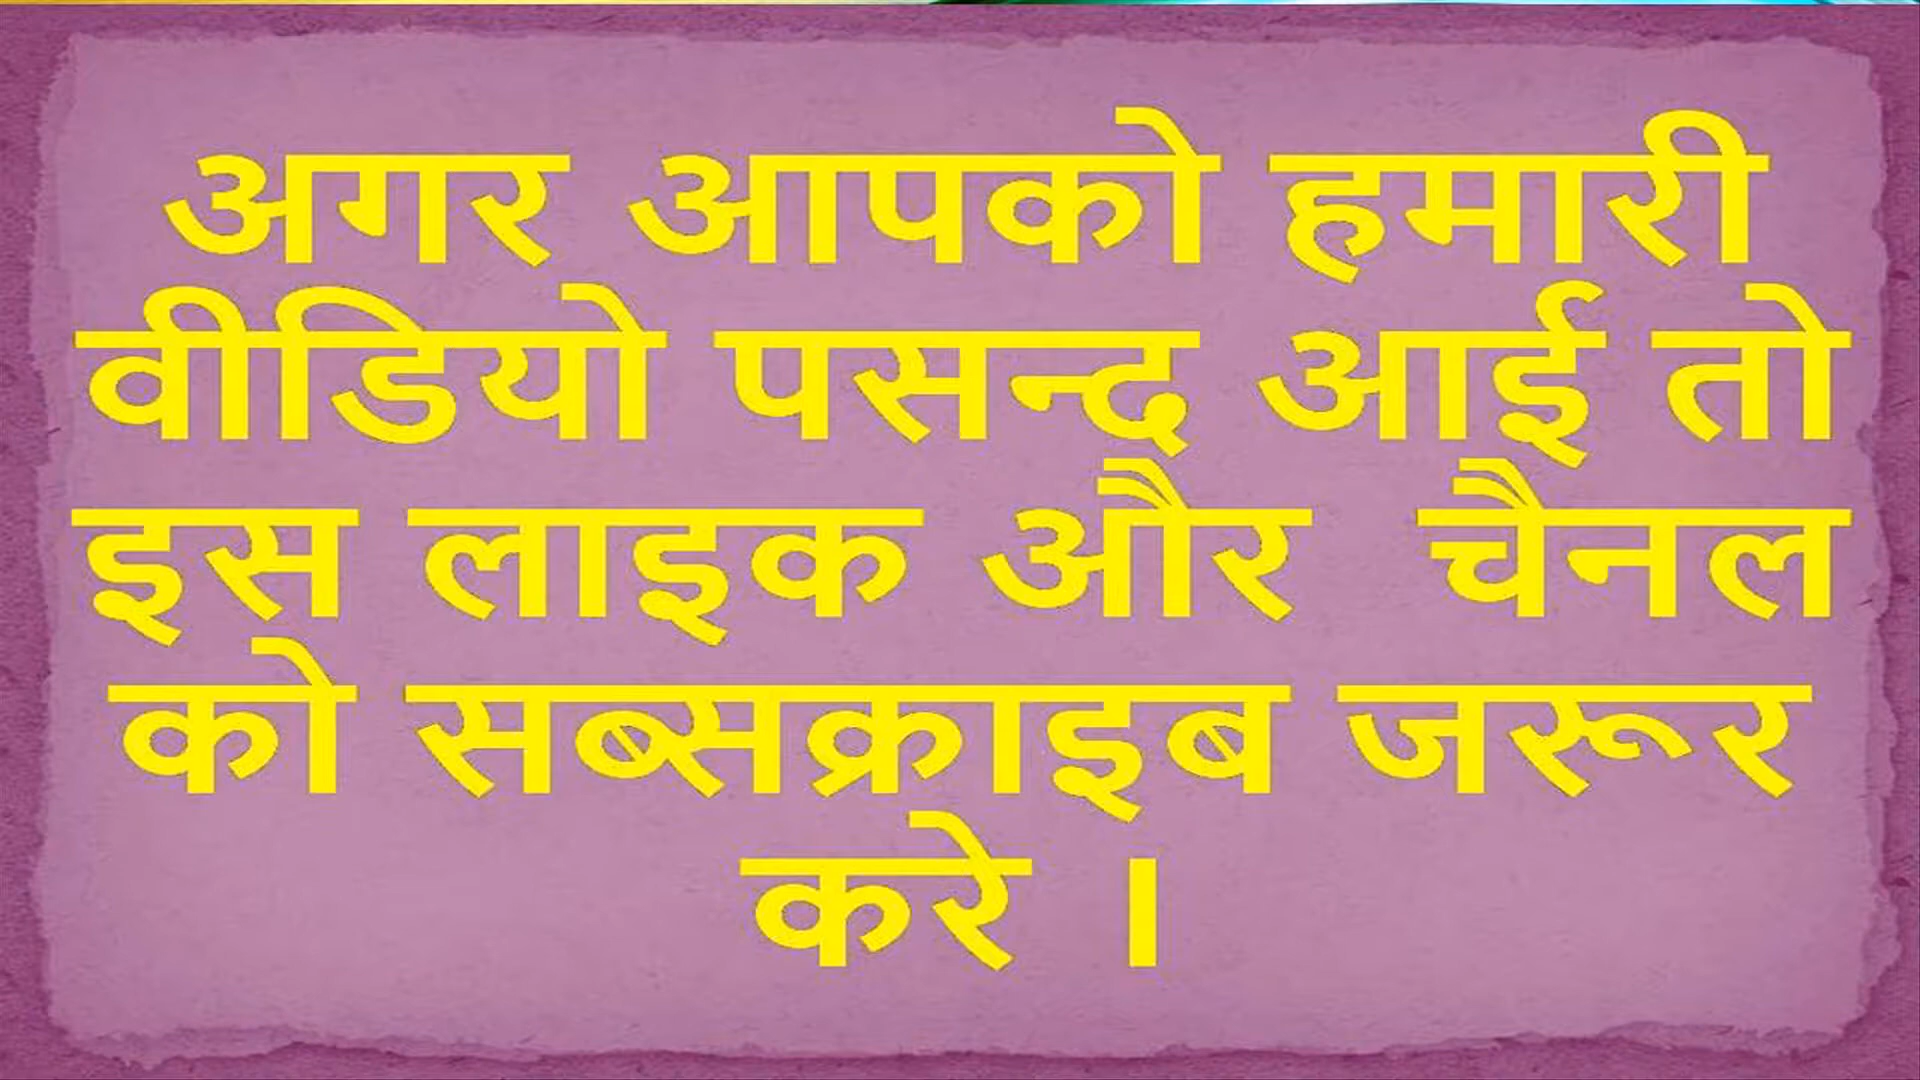 अगर आपको हमारी
वीडियो पसन्द आई तो
इस लाइक और चैनल
को सब्सक्राइब जरूर
करे ।